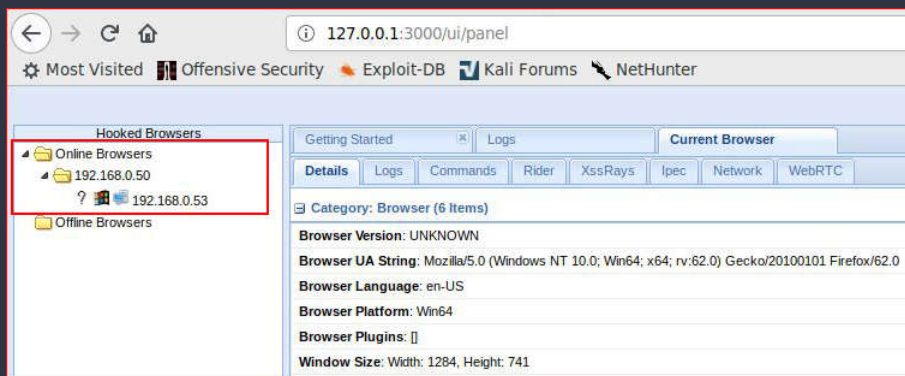 127.0.0.1:3000/ui/panel
Most Visited Offensive Security Exploit-DB Kali Forums NetHunter
Hooked Browsers
Online Browsers
192.168.0.50
? 192.168.0.53
Offline Browsers
Getting Started Logs Current Browser
Details Logs Commands Rider XssRays Ipec Network WebRTC
Category: Browser (6 Items)
Browser Version: UNKNOWN
Browser UA String: Mozilla/5.0 (Windows NT 10.0; Win64; x64; rv:62.0) Gecko/20100101 Firefox/62.0
Browser Language: en-US
Browser Platform: Win64
Browser Plugins: []
Window Size: Width: 1284, Height: 741